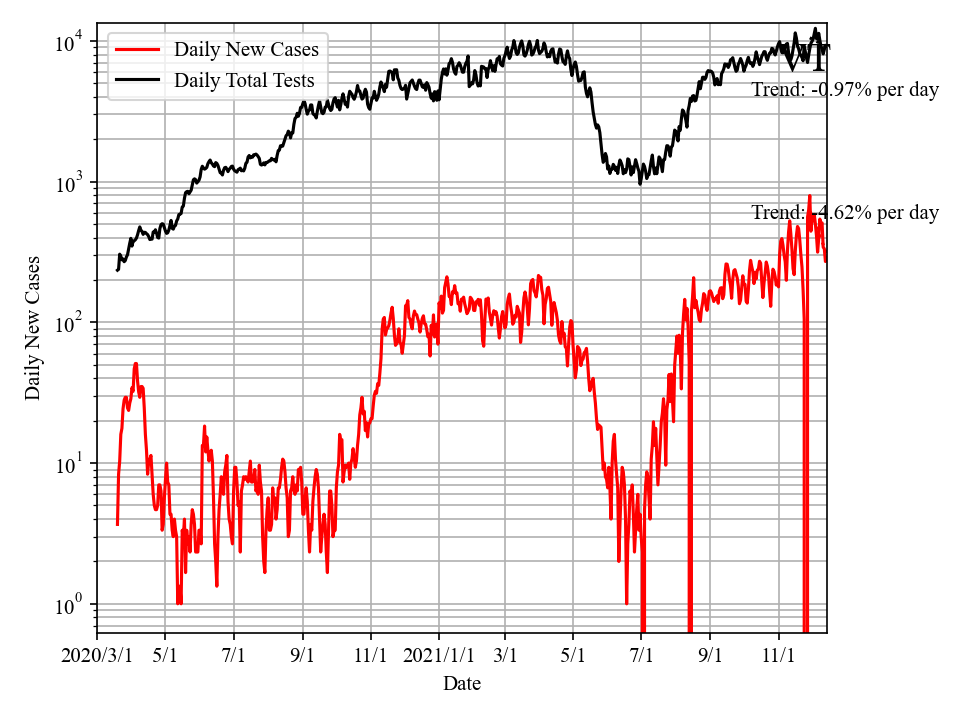 Daily New Cases
Daily Total Tests
Trend: -0.97% per day
Trend: -4.62% per day
Daily New Cases
10^4
10^3
10^2
10^1
10^0
2020/3/1 5/1 7/1 9/1 11/1 2021/1/1 3/1 5/1 7/1 9/1 11/1
Date